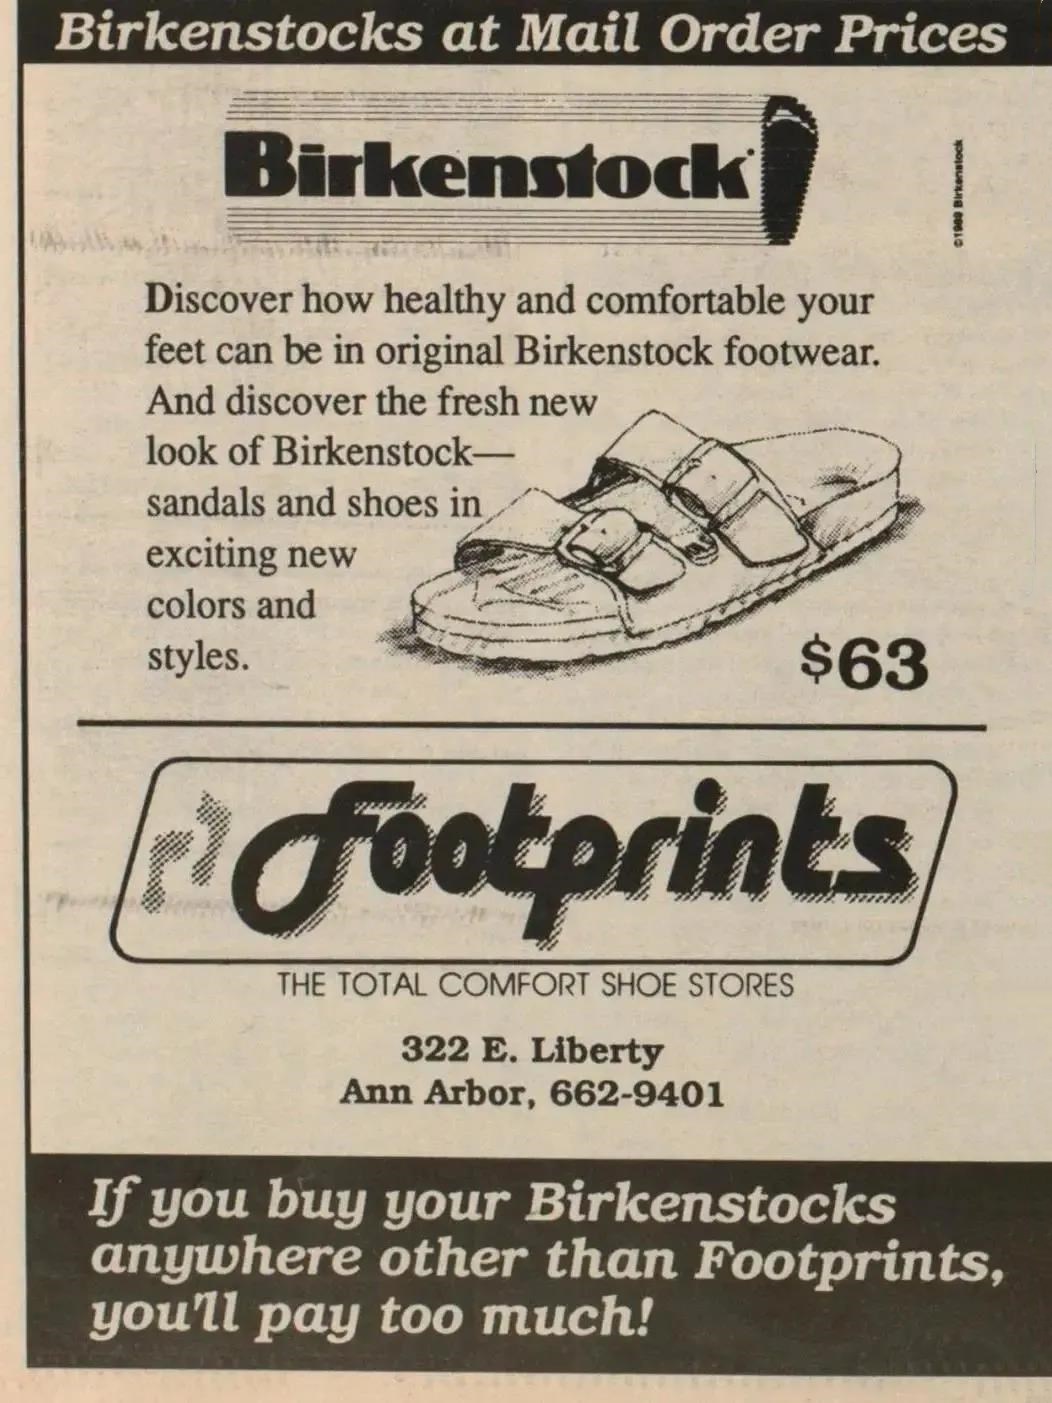 Birkenstocks at Mail Order Prices
Birkenstock
©1989 Birkenstock
Discover how healthy and comfortable your
feet can be in original Birkenstock footwear.
And discover the fresh new
look of Birkenstock—
sandals and shoes in
exciting new
colors and
styles.
$63
Footprints
THE TOTAL COMFORT SHOE STORES
322 E. Liberty
Ann Arbor, 662-9401
If you buy your Birkenstocks
anywhere other than Footprints,
you'll pay too much!